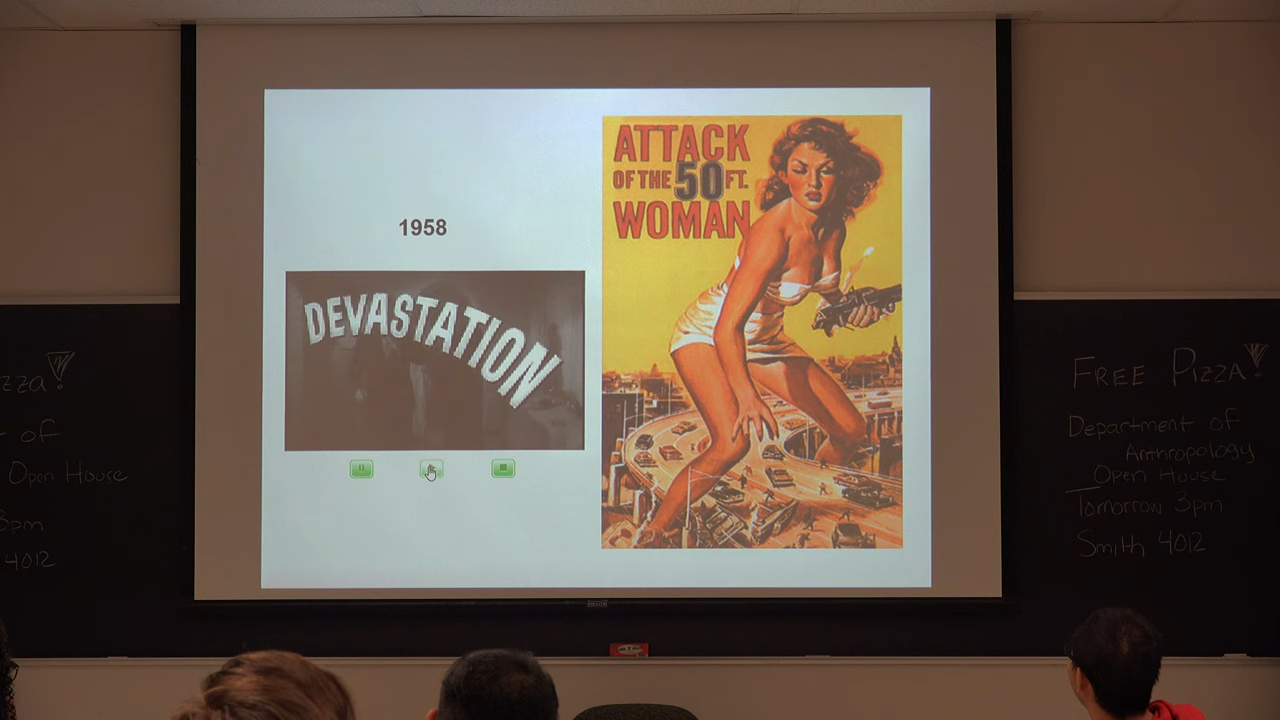 ATTACK
OF THE 50 FT.
WOMAN
1958
DEVASTATION
zza!
of
Open House
3pm
4012
FREE PIZZA!
Department of
Anthropology
Open House
Tomorrow 3pm
Smith 4012